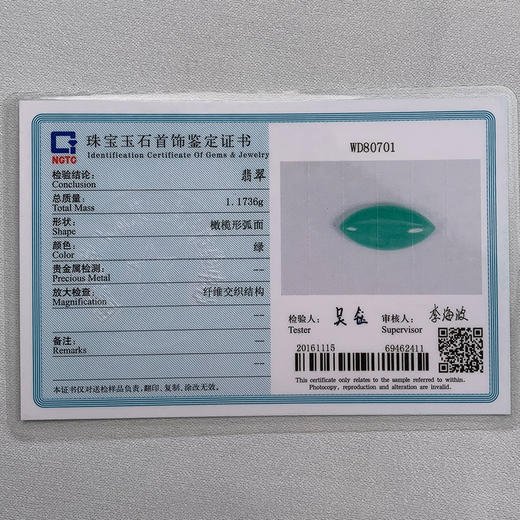 NGTC
珠宝玉石首饰鉴定证书
Identification Certificate Of Gems & Jewelry
检验结论:
Conclusion
翡翠
总质量:
Total Mass
1.1736g
形状:
Shape
橄榄形弧面
颜色:
Color
绿
贵金属检测:
Precious Metal
---
放大检查:
Magnification
纤维交织结构
---
备注:
Remarks
---
本证书仅对送检样品负责,翻印、复制、涂改无效。
WD80701
检验人:
Tester
审核人:
Supervisor
李海波
20161115
69462411
This certificate only relates to the sample referred to within.
Photocopy, reproduction and altération are invalid.